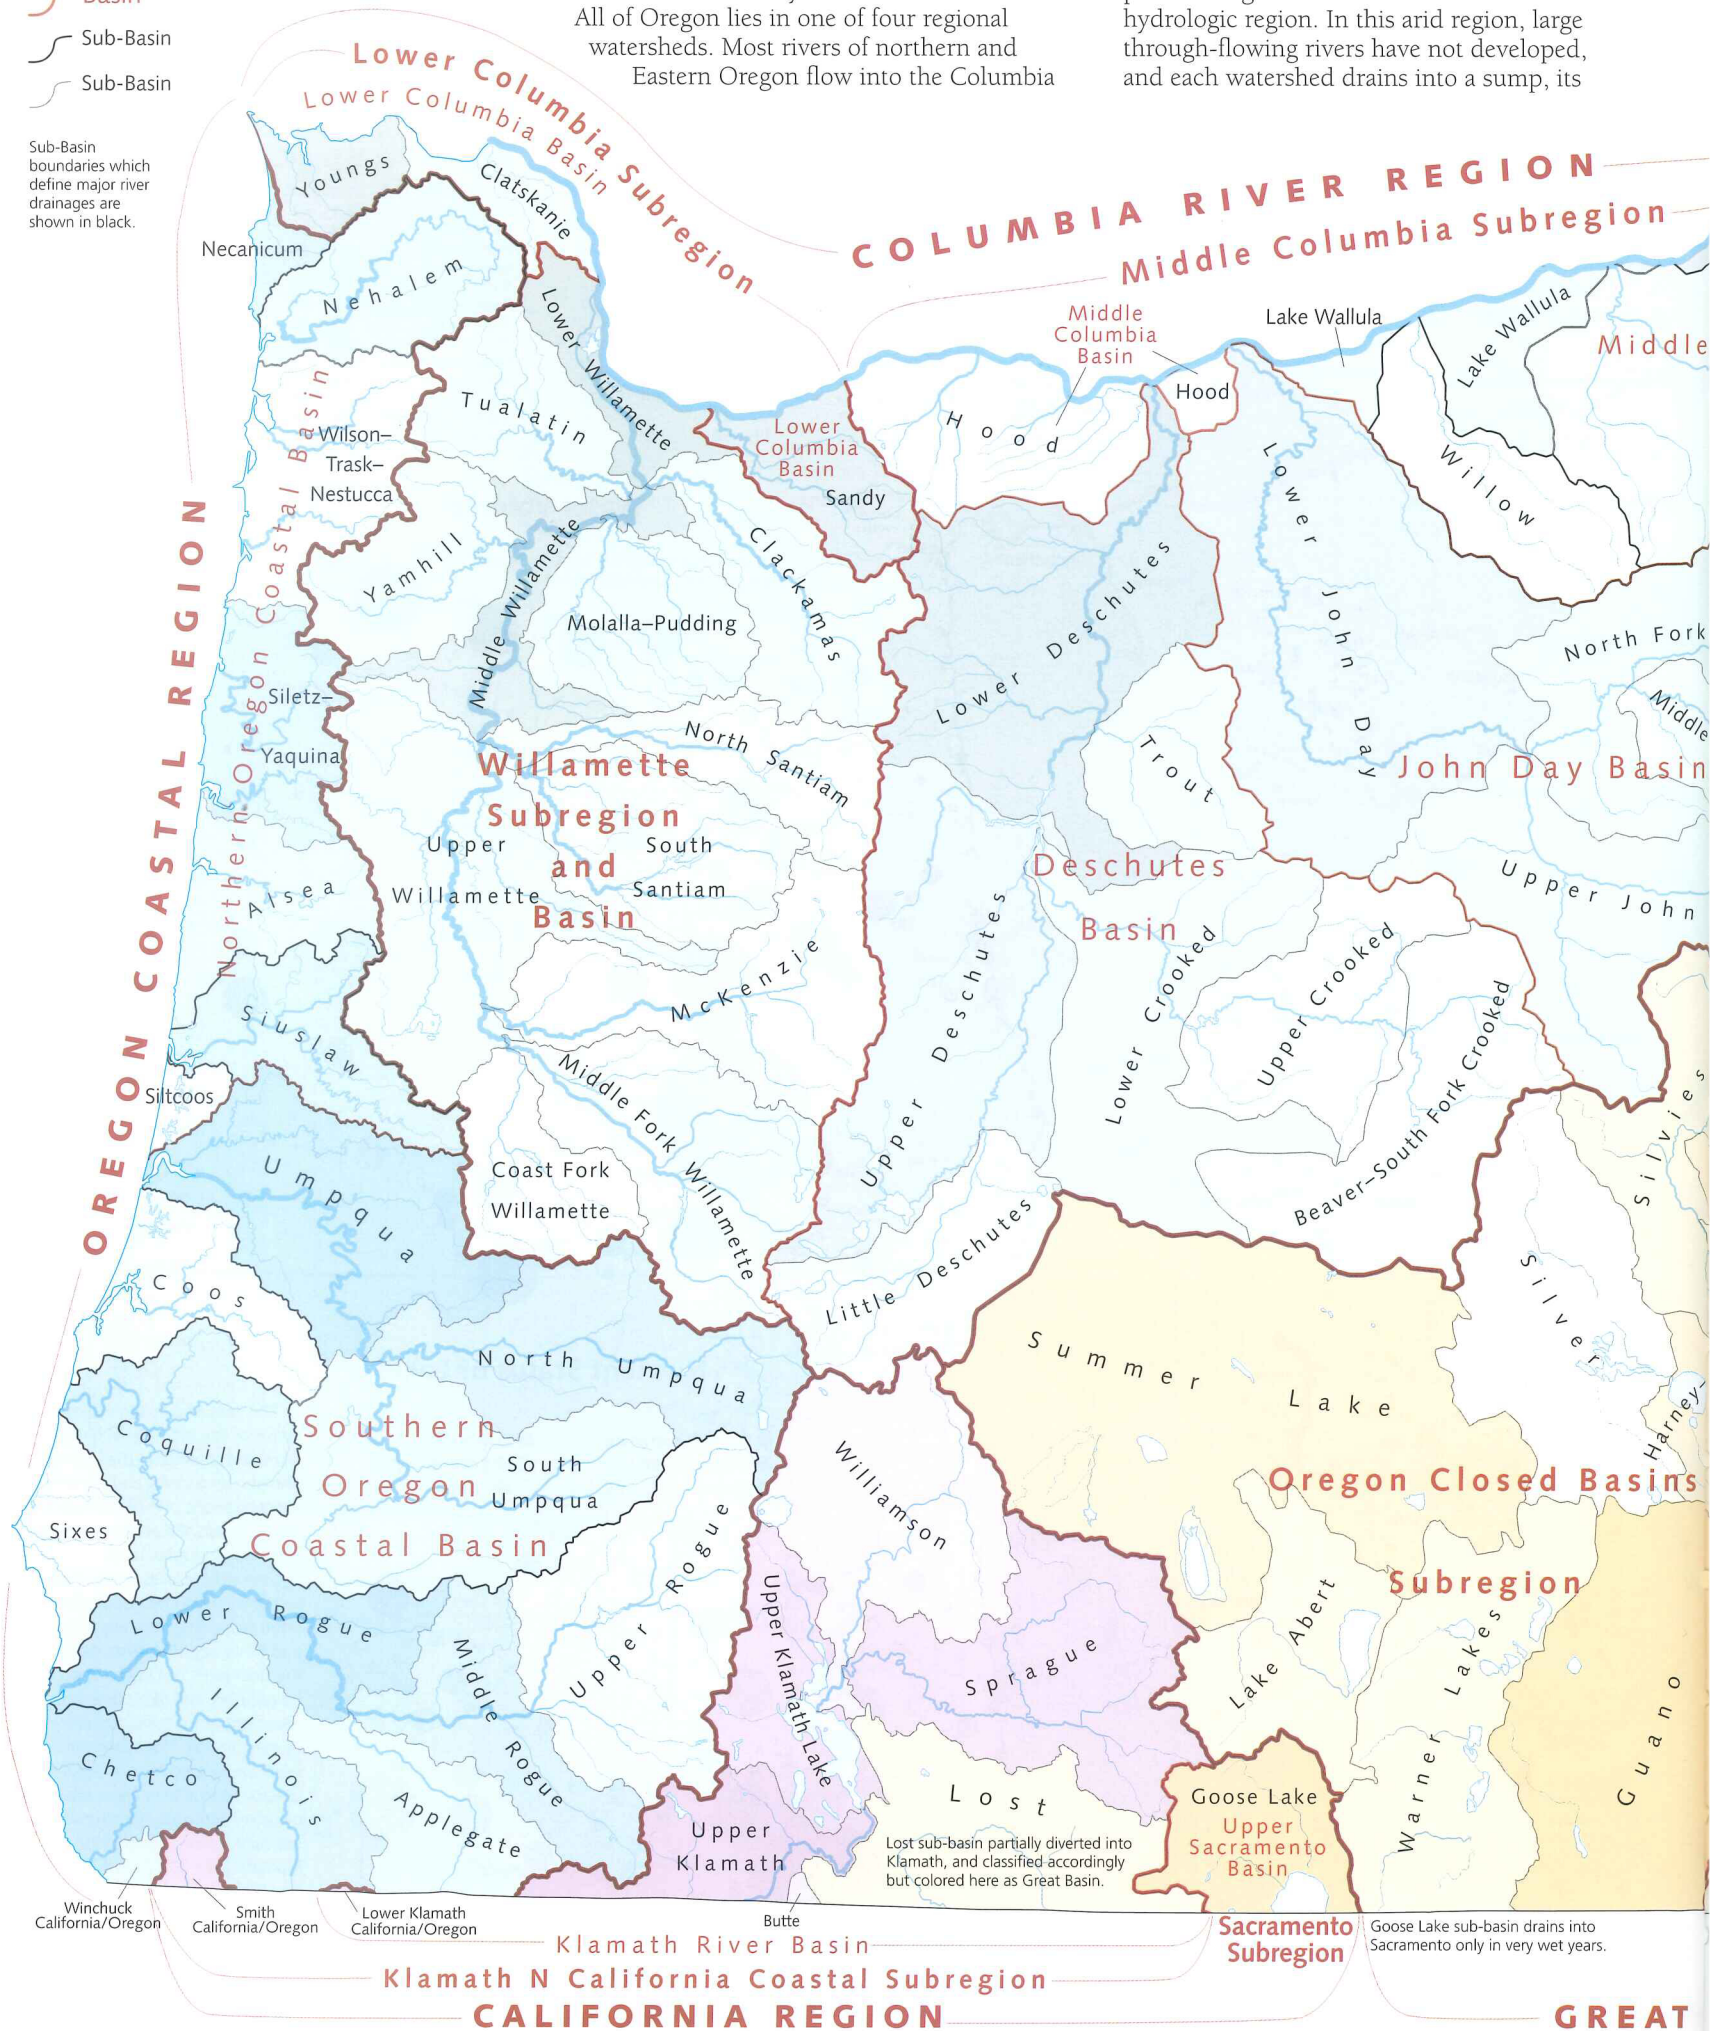 Basin
Sub-Basin
Sub-Basin
Sub-Basin
boundaries which
define major river
drainages are
shown in black.
All of Oregon lies in one of four regional
watersheds. Most rivers of northern and
Eastern Oregon flow into the Columbia
hydrologic region. In this arid region, large
through-flowing rivers have not developed,
and each watershed drains into a sump, its
Lower Columbia Subregion
Lower Columbia Basin
COLUMBIA RIVER REGION
Middle Columbia Subregion
OREGON COASTAL REGION
Northern Oregon Coastal Basin
Youngs
Clatskanie
Necanicum
Nehalem
Lower Willamette
Middle
Columbia
Basin
Lake Wallula
Lake Wallula
Middle
Hood
Hood
Tualatin
Lower
Columbia
Basin
Sandy
Wilson–
Trask–
Nestucca
Willow
Lower John Day
Yamhill
Middle Willamette
Clackamas
Molalla–Pudding
Lower Deschutes
North Fork
Middle
Siletz–
Yaquina
North Santiam
Trout
John Day Basin
Willamette
Subregion
and
Basin
Upper
Willamette
South
Santiam
Deschutes
Basin
Upper John
Alsea
McKenzie
Upper Deschutes
Lower Crooked
Upper Crooked
Beaver–South Fork Crooked
Siuslaw
Siltcoos
Middle Fork Willamette
Coast Fork
Willamette
Silvies
Umpqua
Little Deschutes
Silver
Coos
Summer Lake
North Umpqua
Harney
Coquille
Southern
Oregon
Coastal Basin
South
Umpqua
Williamson
Oregon Closed Basins
Subregion
Sixes
Upper Rogue
Lower Rogue
Middle Rogue
Upper Klamath Lake
Sprague
Lake Abert
Warner Lakes
Guano
Illinois
Chetco
Applegate
Upper
Klamath
Lost
Lost sub-basin partially diverted into
Klamath, and classified accordingly
but colored here as Great Basin.
Goose Lake
Upper
Sacramento
Basin
Winchuck
California/Oregon
Smith
California/Oregon
Lower Klamath
California/Oregon
Butte
Sacramento
Subregion
Goose Lake sub-basin drains into
Sacramento only in very wet years.
Klamath River Basin
Klamath N California Coastal Subregion
CALIFORNIA REGION
GREAT